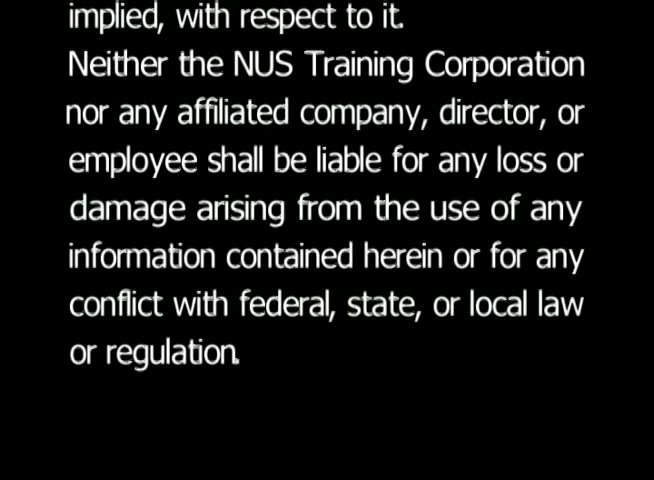 implied, with respect to it.
Neither the NUS Training Corporation
nor any affiliated company, director, or
employee shall be liable for any loss or
damage arising from the use of any
information contained herein or for any
conflict with federal, state, or local law
or regulation.